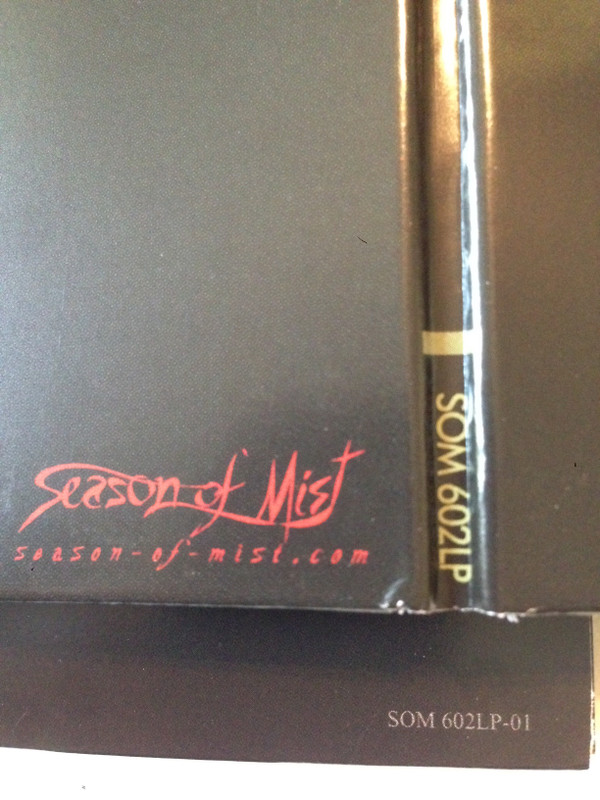 Season of Mist
season-of-mist.com
SOM 602LP
SOM 602LP-01